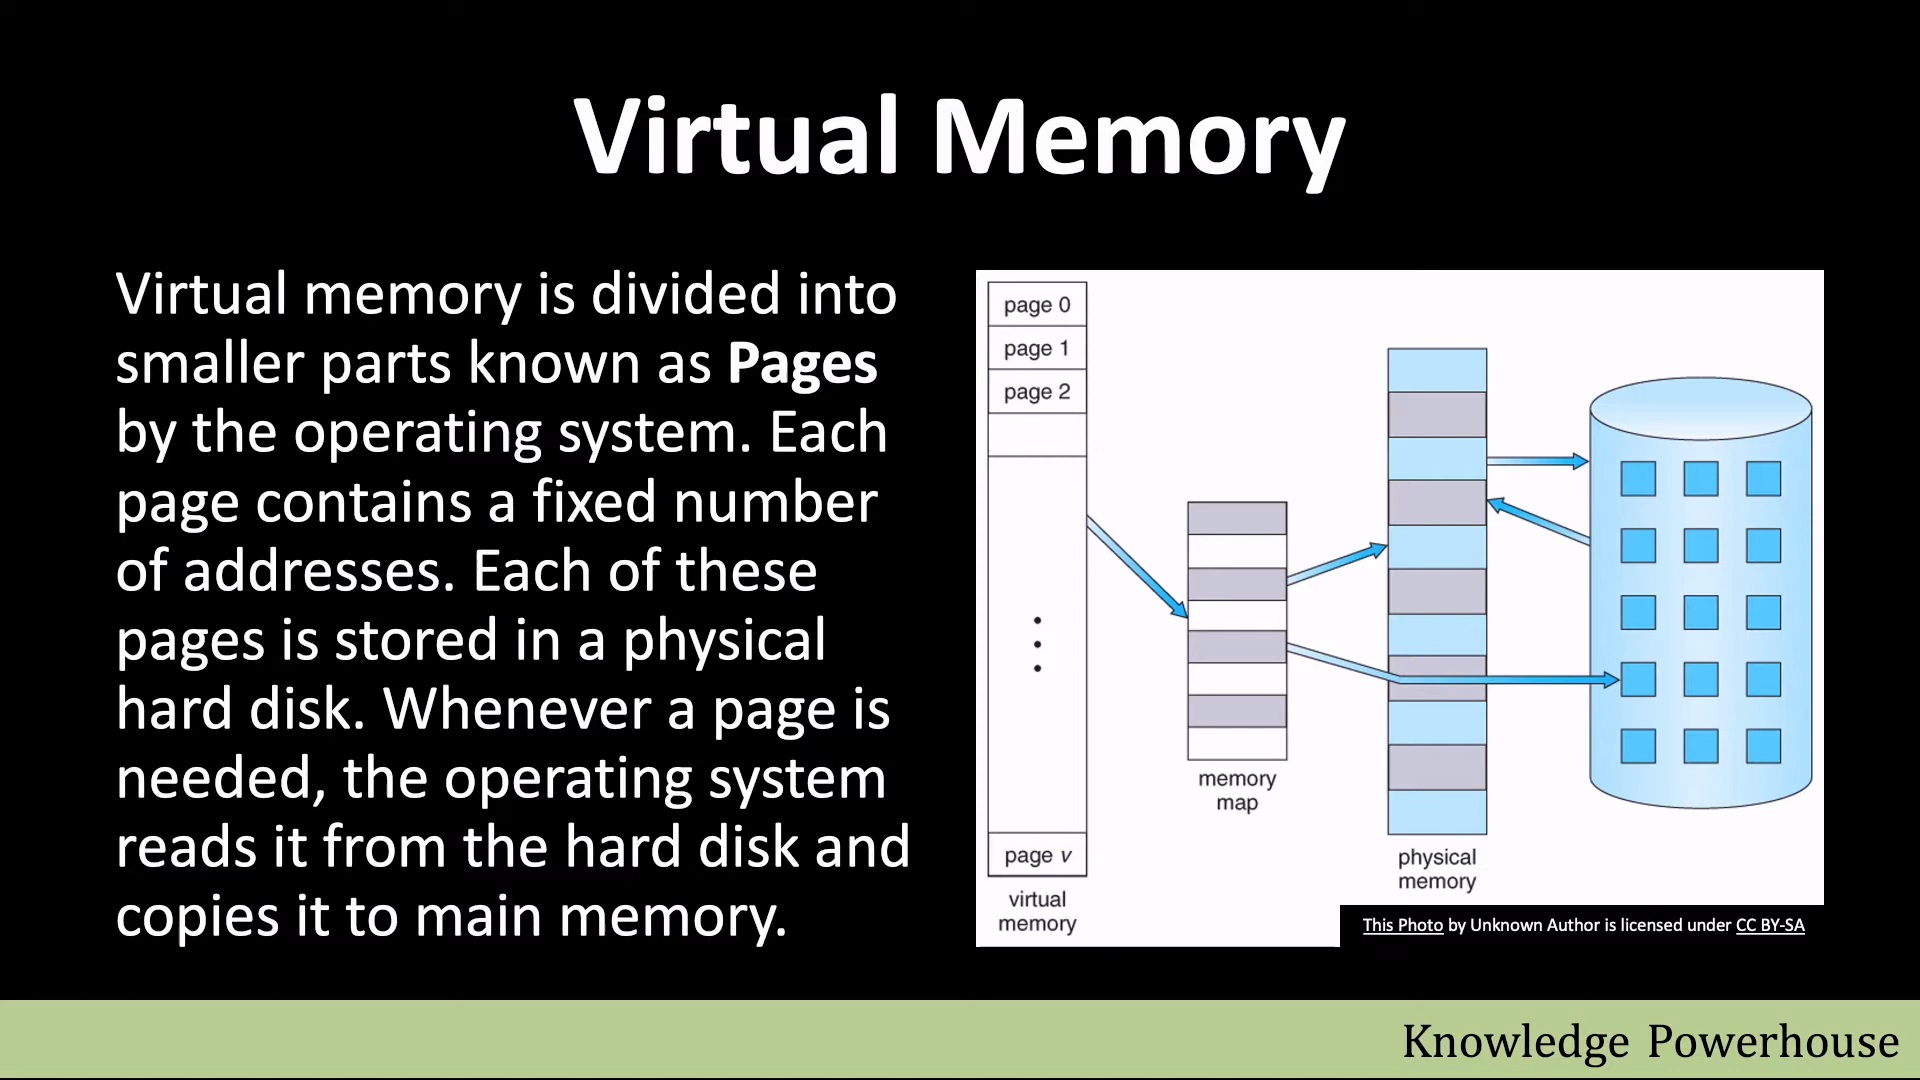 Virtual Memory
Virtual memory is divided into
smaller parts known as Pages
by the operating system. Each
page contains a fixed number
of addresses. Each of these
pages is stored in a physical
hard disk. Whenever a page is
needed, the operating system
reads it from the hard disk and
copies it to main memory.
page 0
page 1
page 2
page v
virtual
memory
memory
map
physical
memory
This Photo by Unknown Author is licensed under CC BY-SA
Knowledge Powerhouse